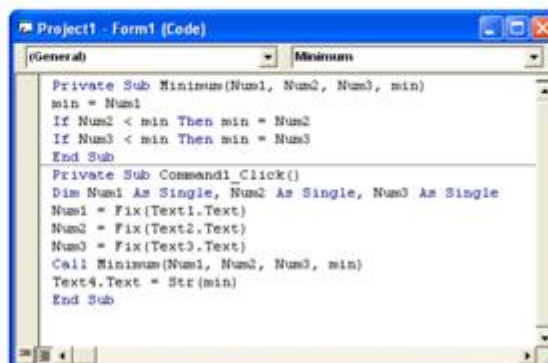 Project1 - Form1 (Code)
(General) Minimum
Private Sub Minimum(Num1, Num2, Num3, min)
min = Num1
If Num2 < min Then min = Num2
If Num3 < min Then min = Num3
End Sub
Private Sub Command1_Click()
Dim Num1 As Single, Num2 As Single, Num3 As Single
Num1 = Fix(Text1.Text)
Num2 = Fix(Text2.Text)
Num3 = Fix(Text3.Text)
Call Minimum(Num1, Num2, Num3, min)
Text4.Text = Str(min)
End Sub